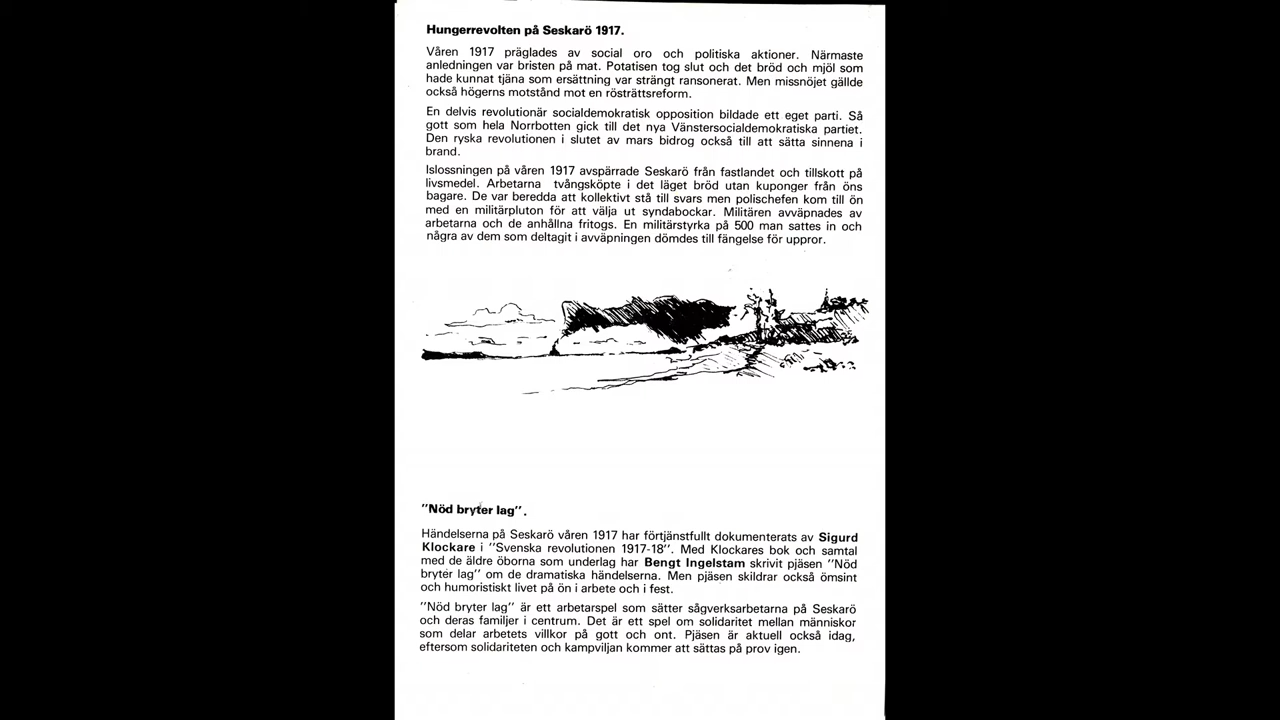 Hungerrevolten på Seskarö 1917.
Våren 1917 präglades av social oro och politiska aktioner. Närmaste
anledningen var bristen på mat. Potatisen tog slut och det bröd och mjöl som
hade kunnat tjäna som ersättning var strängt ransonerat. Men missnöjet gällde
också högerns motstånd mot en rösträttsreform.
En delvis revolutionär socialdemokratisk opposition bildade ett eget parti. Så
gott som hela Norrbotten gick till det nya Vänstersocialdemokratiska partiet.
Den ryska revolutionen i slutet av mars bidrog också till att sätta sinnena i
brand.
Islossningen på våren 1917 avspärrade Seskarö från fastlandet och tillskott på
livsmedel. Arbetarna tvångsköpte i det läget bröd utan kuponger från öns
bagare. De var beredda att kollektivt stå till svars men polischefen kom till ön
med en militärpluton för att välja ut syndabockar. Militären avväpnades av
arbetarna och de anhållna fritogs. En militärstyrka på 500 man sattes in och
några av dem som deltagit i avväpningen dömdes till fängelse för uppror.
"Nöd bryter lag".
Händelserna på Seskarö våren 1917 har förtjänstfullt dokumenterats av Sigurd
Klockare i "Svenska revolutionen 1917-18". Med Klockares bok och samtal
med de äldre öborna som underlag har Bengt Ingelstam skrivit pjäsen "Nöd
bryter lag" om de dramatiska händelserna. Men pjäsen skildrar också ömsint
och humoristiskt livet på ön i arbete och i fest.
"Nöd bryter lag" är ett arbetarspel som sätter sågverksarbetarna på Seskarö
och deras familjer i centrum. Det är ett spel om solidaritet mellan människor
som delar arbetets villkor på gott och ont. Pjäsen är aktuell också idag,
eftersom solidariteten och kampviljan kommer att sättas på prov igen.